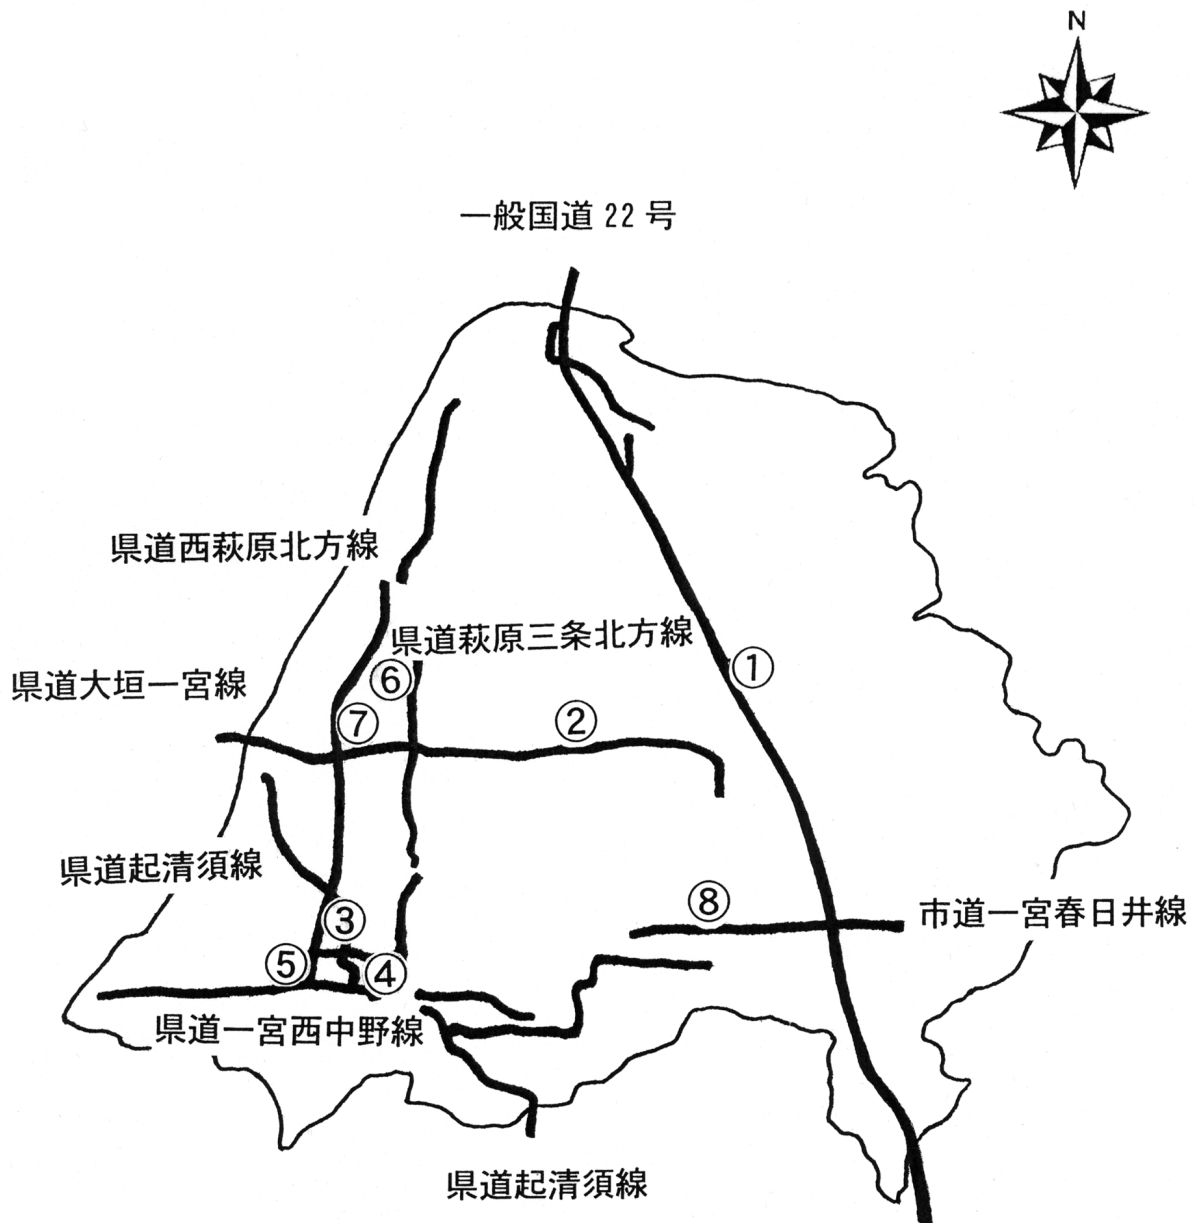 N
一般国道 22 号
県道西萩原北方線
県道萩原三条北方線
①
県道大垣一宮線
⑥
⑦
②
県道起清須線
③
⑧
市道一宮春日井線
⑤
④
県道一宮西中野線
県道起清須線